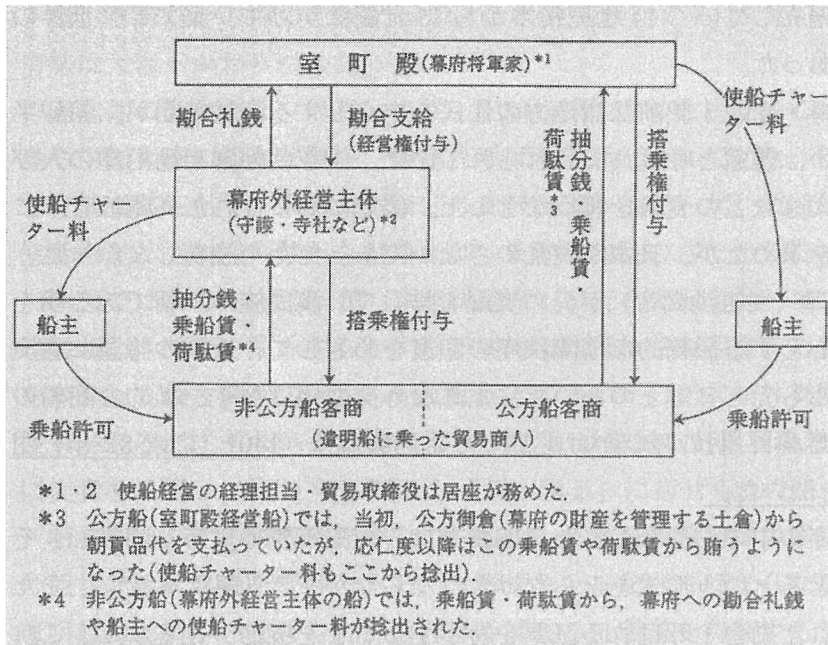 室町殿(幕府将軍家)*1
使船チャー
ター料
勘合礼銭
勘合支給
(経営権付与)
抽分銭・乗船賃・
荷駄賃*3
搭乗権付与
使船チャー
ター料
幕府外経営主体
(守護・寺社など)*2
船主
抽分銭・
乗船賃・
荷駄賃*4
搭乗権付与
船主
乗船許可
非公方船客商
公方船客商
(遣明船に乗った貿易商人)
乗船許可
*1 2 使船経営の経理担当・貿易取締役は居座が務めた.
*3 公方船(室町殿経営船)では,当初,公方御倉(幕府の財産を管理する土倉)から
朝貢品代を支払っていたが,応仁度以降はこの乗船賃や荷駄賃から賄うように
なった(使船チャーター料もここから捻出).
*4 非公方船(幕府外経営主体の船)では,乗船賃・荷駄賃から,幕府への勘合礼銭
や船主への使船チャーター料が捻出された.